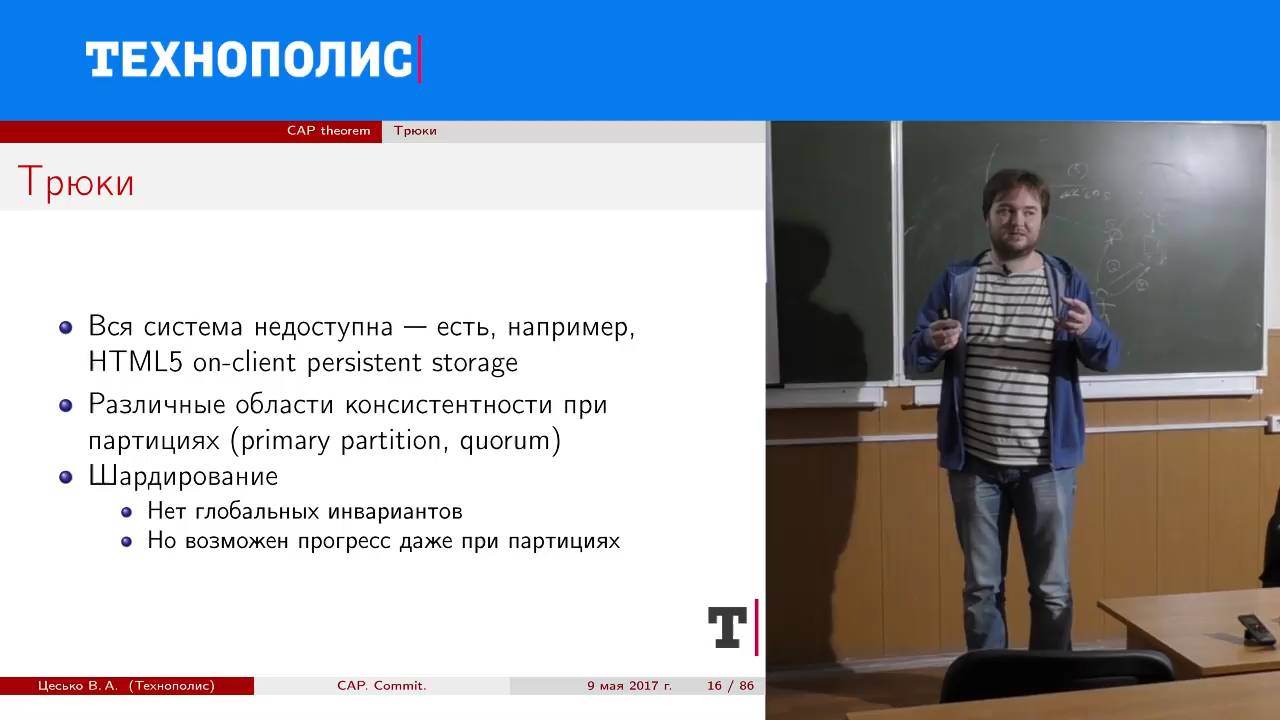 ТЕХНОПОЛИС
CAP theorem
Трюки
Трюки
Вся система недоступна — есть, например,
HTML5 on-client persistent storage
Различные области консистентности при
партициях (primary partition, quorum)
Шардирование
Нет глобальных инвариантов
Но возможен прогресс даже при партициях
Т
Цесько В. А. (Технополис)
CAP. Commit.
9 мая 2017 г.
16 / 86